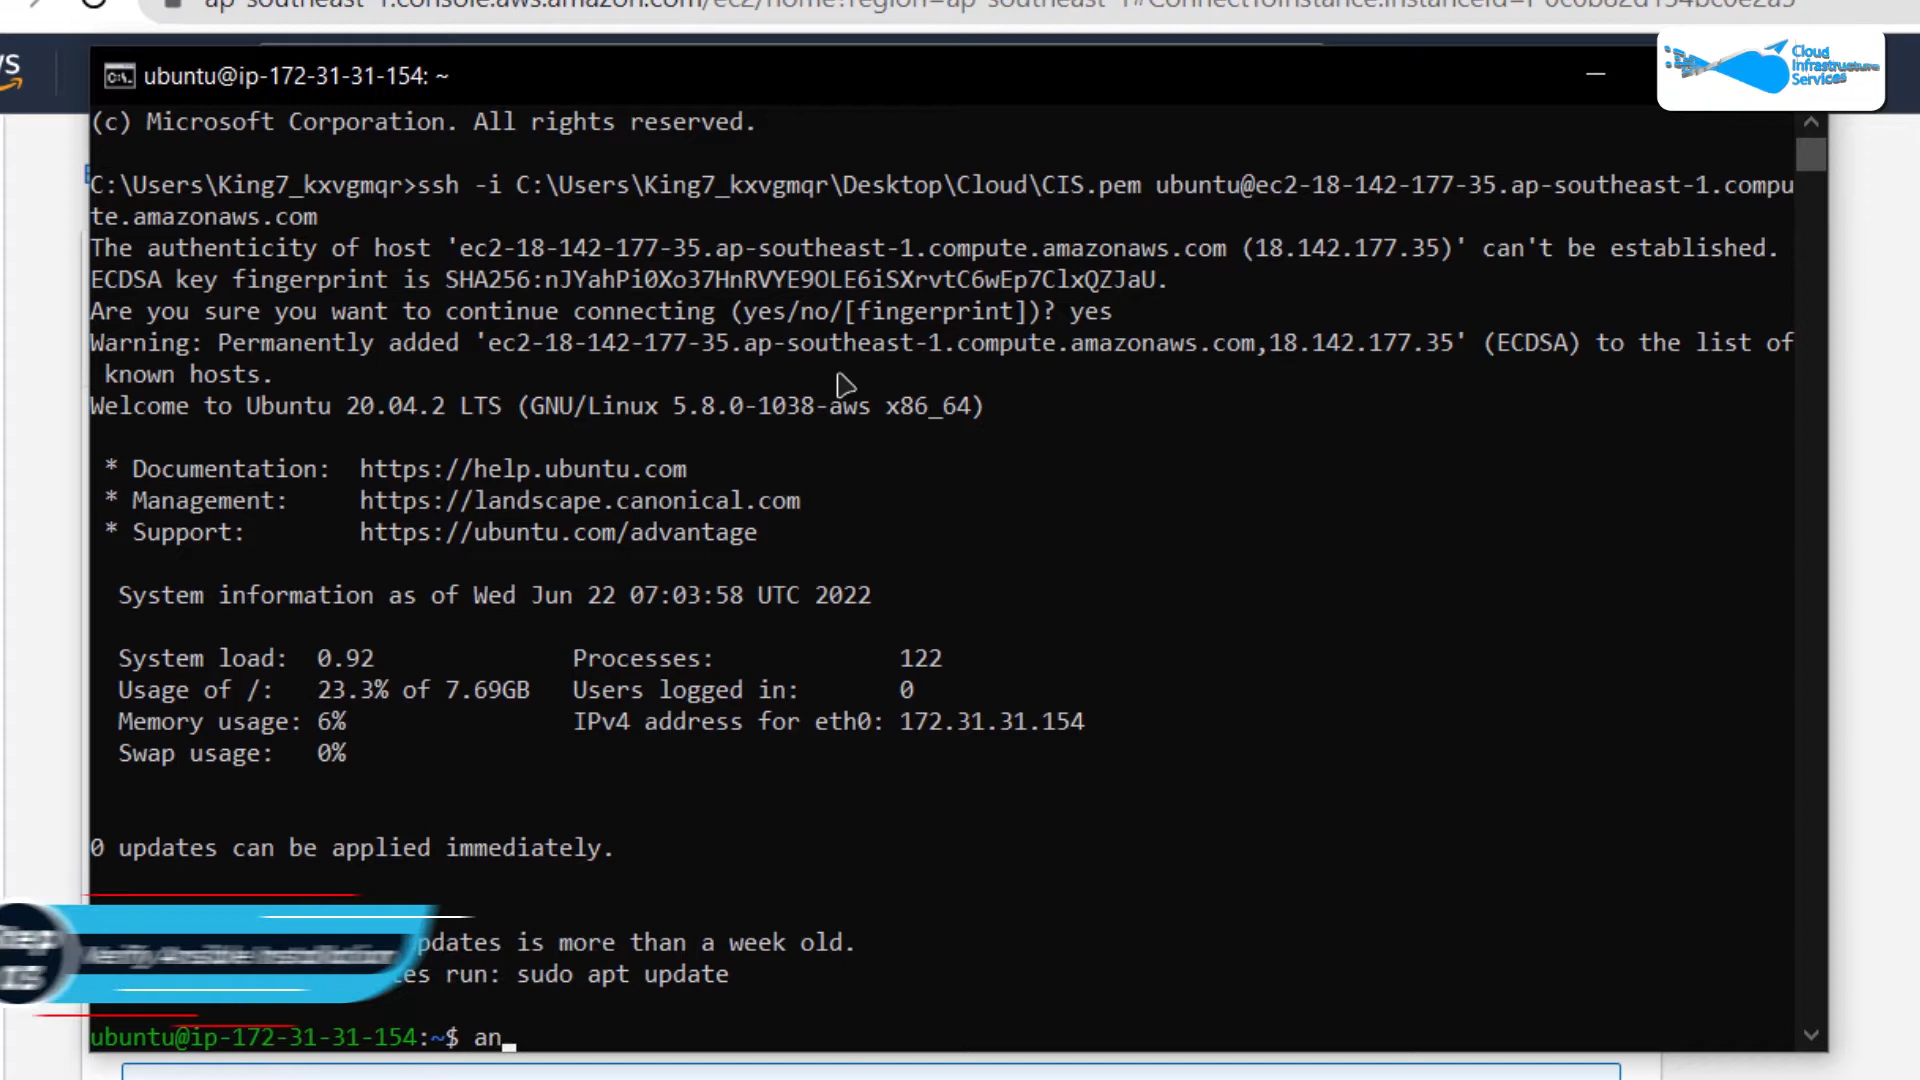 ubuntu@ip-172-31-31-154: ~
Cloud
Infrastructure
Services
(c) Microsoft Corporation. All rights reserved.
C:\Users\King7_kxvgmqr>ssh -i C:\Users\King7_kxvgmqr\Desktop\Cloud\CIS.pem ubuntu@ec2-18-142-177-35.ap-southeast-1.compu
te.amazonaws.com
The authenticity of host 'ec2-18-142-177-35.ap-southeast-1.compute.amazonaws.com (18.142.177.35)' can't be established.
ECDSA key fingerprint is SHA256:nJYahPi0Xo37HnRVYE9OLE6iSXrvtC6wEp7ClxQZJaU.
Are you sure you want to continue connecting (yes/no/[fingerprint])? yes
Warning: Permanently added 'ec2-18-142-177-35.ap-southeast-1.compute.amazonaws.com,18.142.177.35' (ECDSA) to the list of
known hosts.
Welcome to Ubuntu 20.04.2 LTS (GNU/Linux 5.8.0-1038-aws x86_64)
* Documentation: https://help.ubuntu.com
* Management: https://landscape.canonical.com
* Support: https://ubuntu.com/advantage
System information as of Wed Jun 22 07:03:58 UTC 2022
System load: 0.92 Processes: 122
Usage of /: 23.3% of 7.69GB Users logged in: 0
Memory usage: 6% IPv4 address for eth0: 172.31.31.154
Swap usage: 0%
0 updates can be applied immediately.
pdates is more than a week old.
Verify Ansible Installation
es run: sudo apt update
ubuntu@ip-172-31-31-154:~$ an